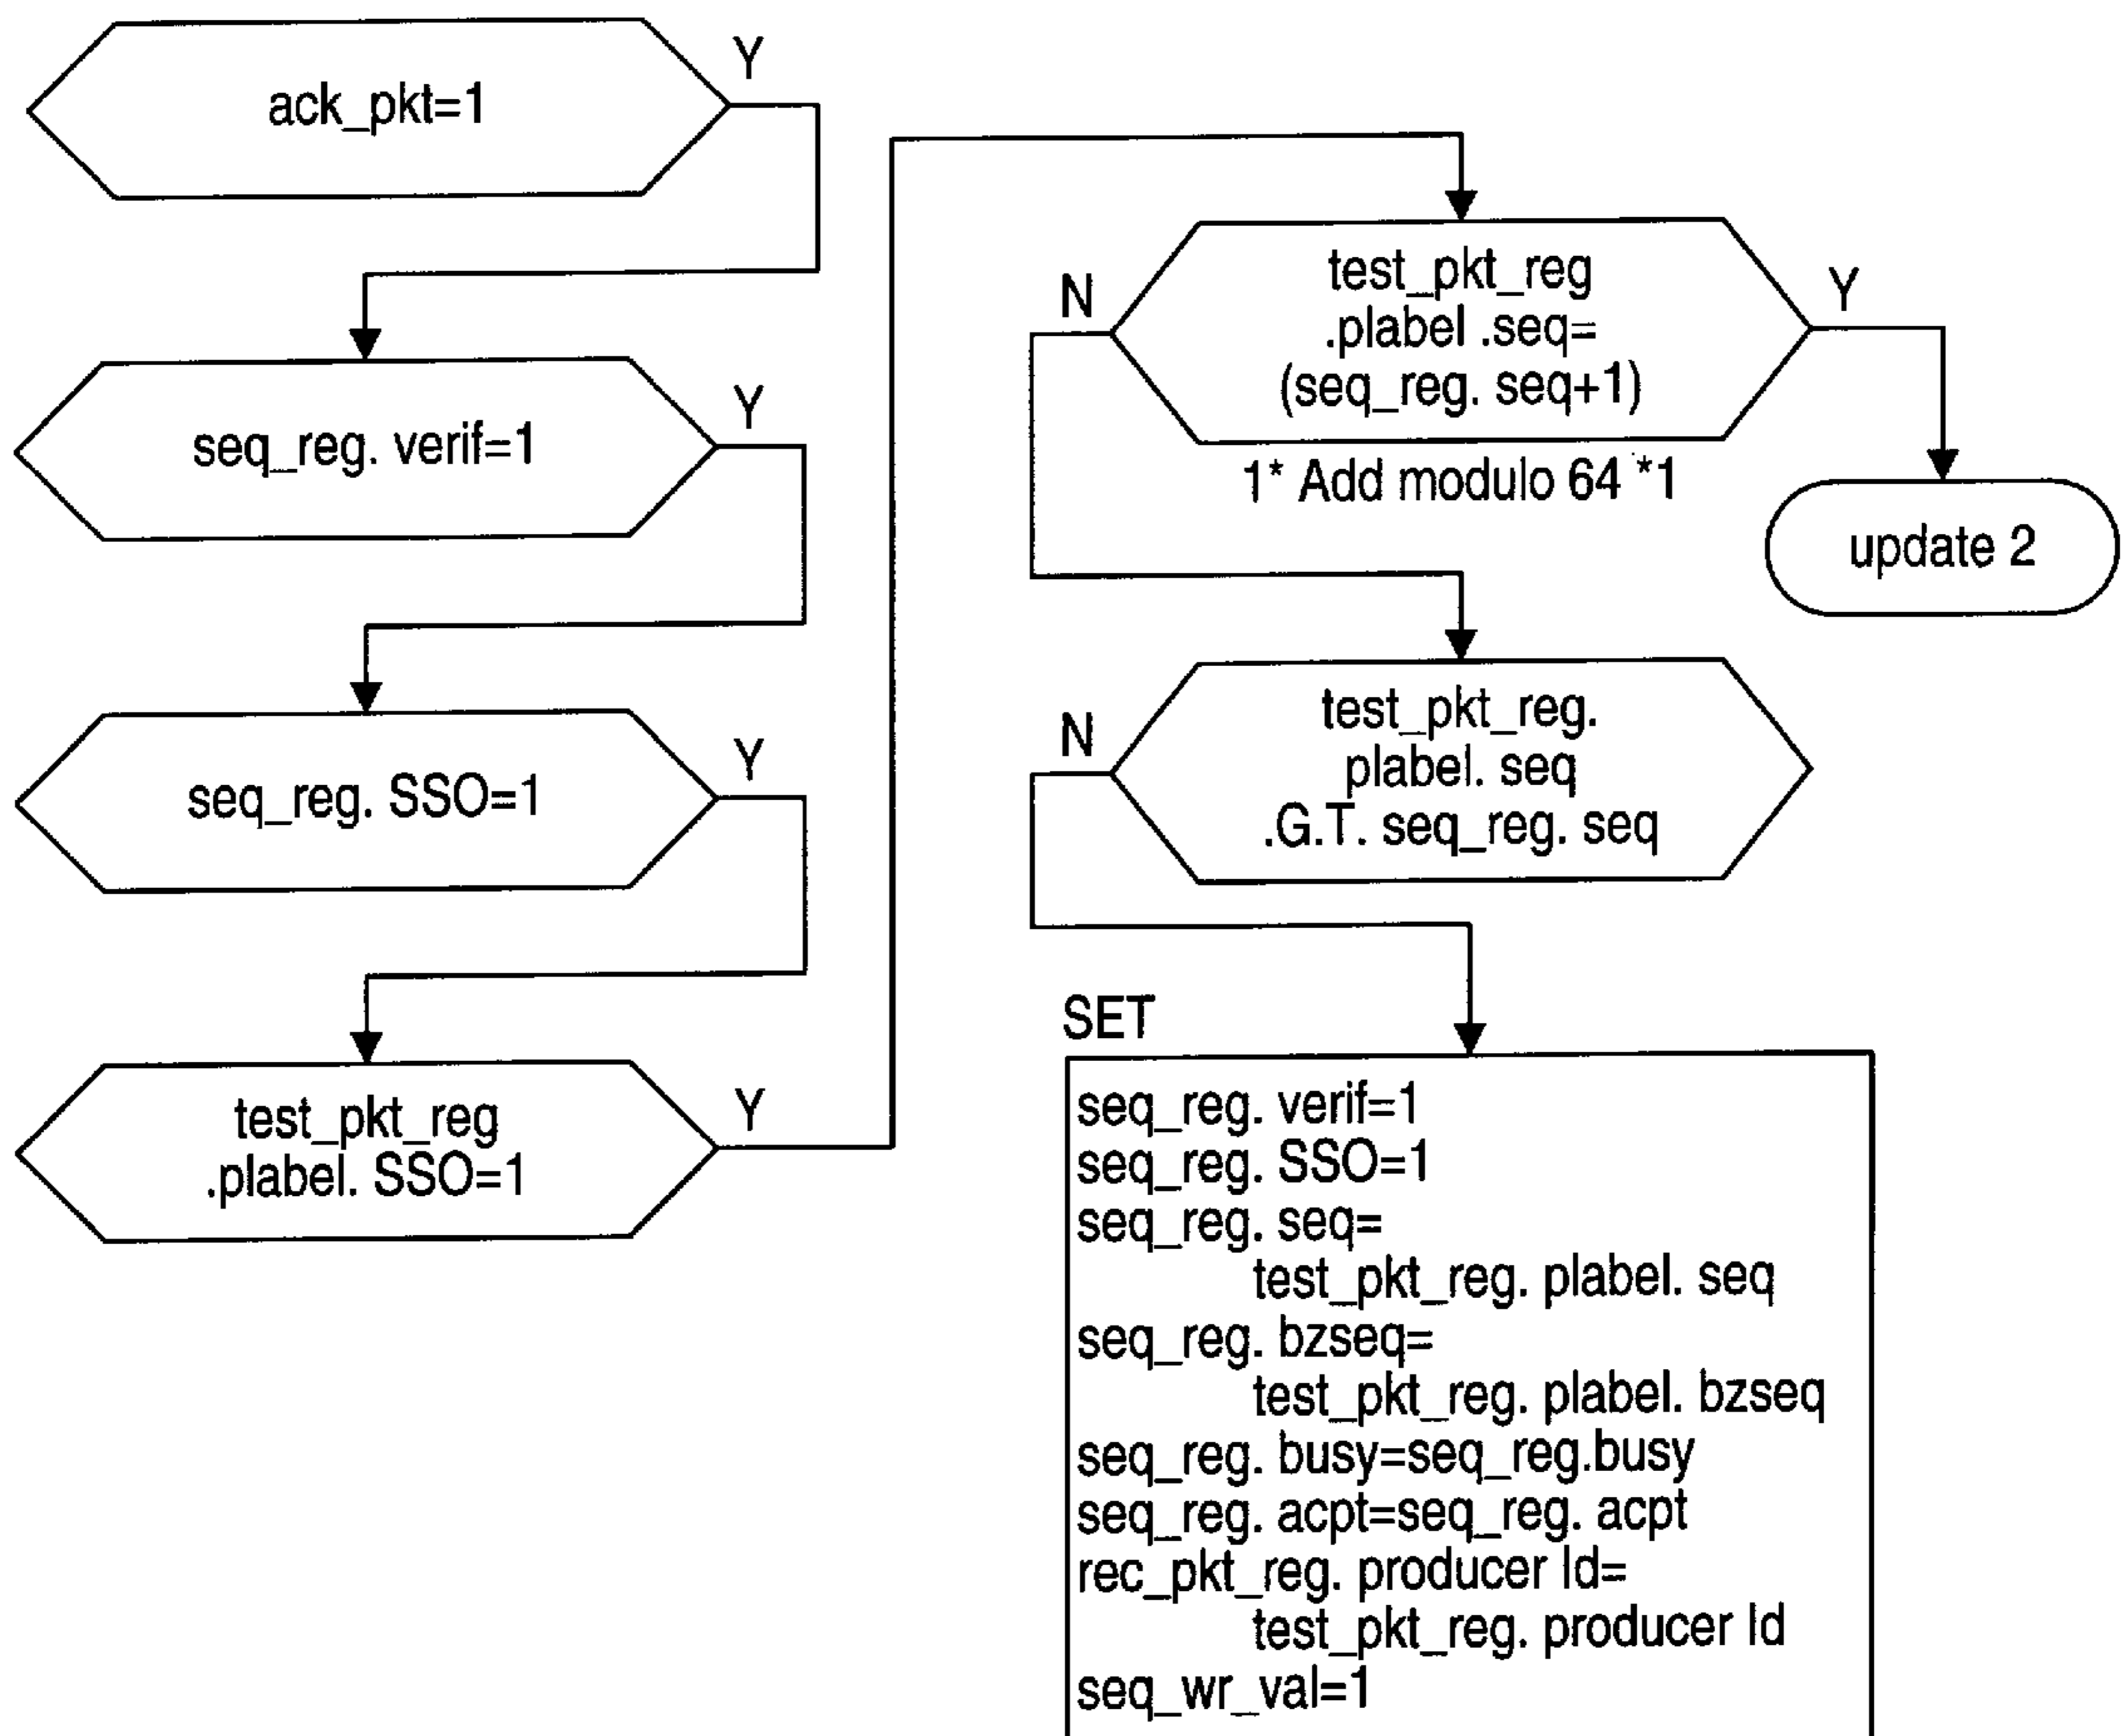 ack_pkt=1
Y
seq_reg. verif=1
Y
seq_reg. SSO=1
Y
test_pkt_reg
.plabel. SSO=1
Y
test_pkt_reg
.plabel .seq=
(seq_reg. seq+1)
N
Y
1* Add modulo 64 *1
update 2
test_pkt_reg.
plabel. seq
.G.T. seq_reg. seq
N
SET
seq_reg. verif=1
seq_reg. SSO=1
seq_reg. seq=
test_pkt_reg. plabel. seq
seq_reg. bzseq=
test_pkt_reg. plabel. bzseq
seq_reg. busy=seq_reg.busy
seq_reg. acpt=seq_reg. acpt
rec_pkt_reg. producer Id=
test_pkt_reg. producer Id
seq_wr_val=1